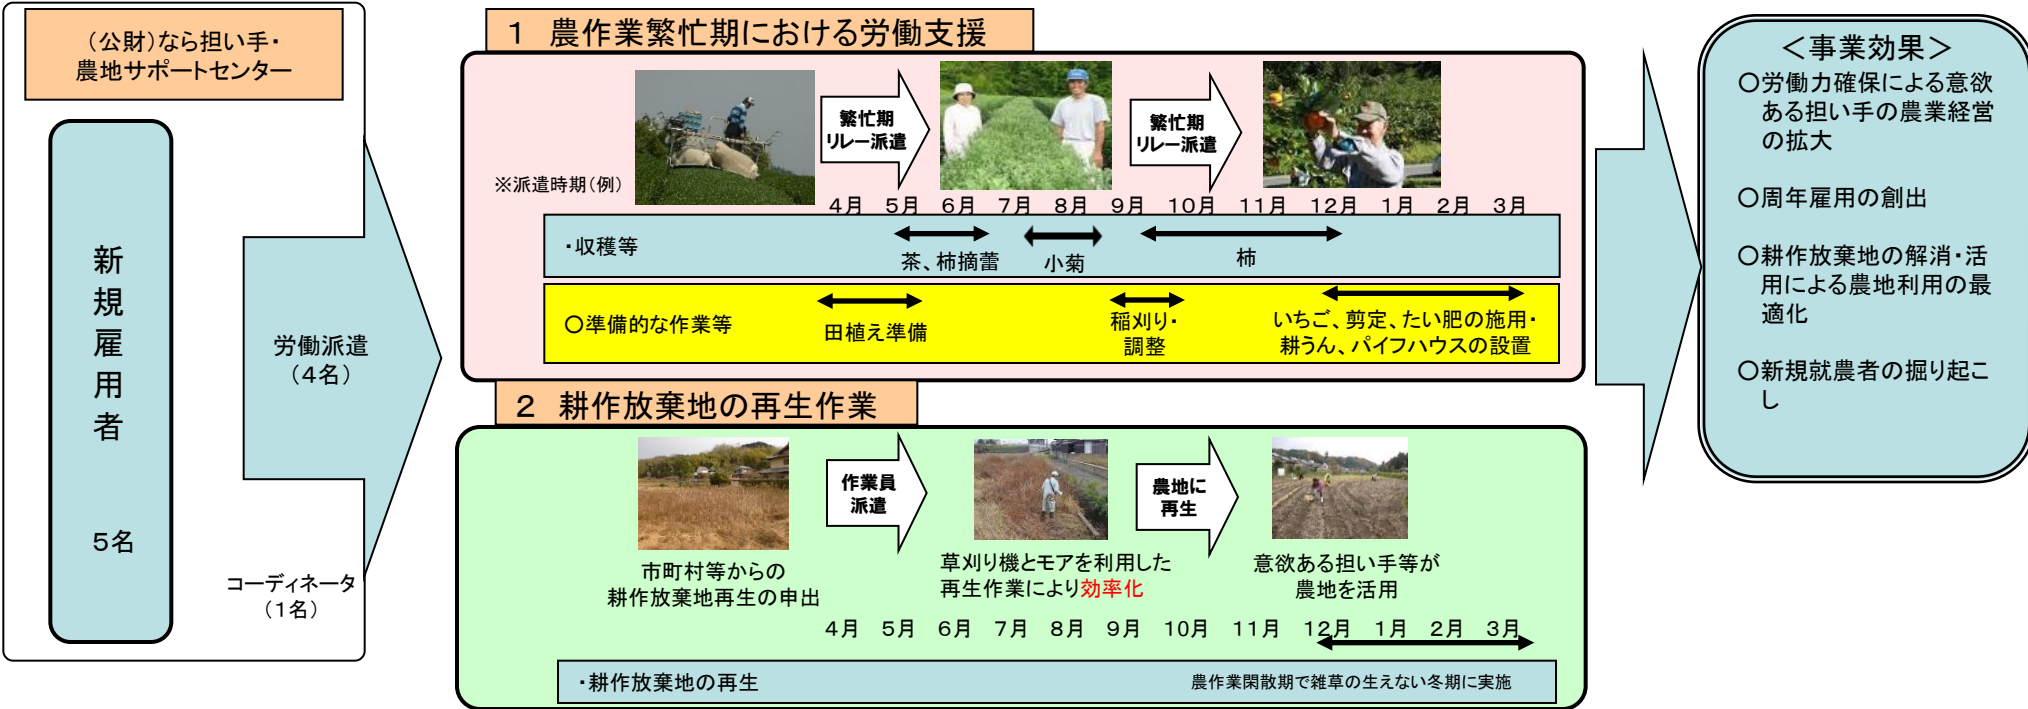 （公財）なら担い手・
農地サポートセンター
新規雇用者
5名
労働派遣
（4名）
コーディネータ
（1名）
1 農作業繁忙期における労働支援
繁忙期
リレー派遣
繁忙期
リレー派遣
※派遣時期（例）
4月 5月 6月 7月 8月 9月 10月 11月 12月 1月 2月 3月
・収穫等
茶、柿摘蕾
小菊
柿
〇準備的な作業等
田植え準備
稲刈り・
調整
いちご、剪定、たい肥の施用・
耕うん、パイフハウスの設置
2 耕作放棄地の再生作業
作業員
派遣
農地に
再生
市町村等からの
耕作放棄地再生の申出
草刈り機とモアを利用した
再生作業により効率化
意欲ある担い手等が
農地を活用
4月 5月 6月 7月 8月 9月 10月 11月 12月 1月 2月 3月
・耕作放棄地の再生
農作業閑散期で雑草の生えない冬期に実施
＜事業効果＞
〇労働力確保による意欲
ある担い手の農業経営
の拡大
〇周年雇用の創出
〇耕作放棄地の解消・活
用による農地利用の最
適化
〇新規就農者の掘り起こ
し